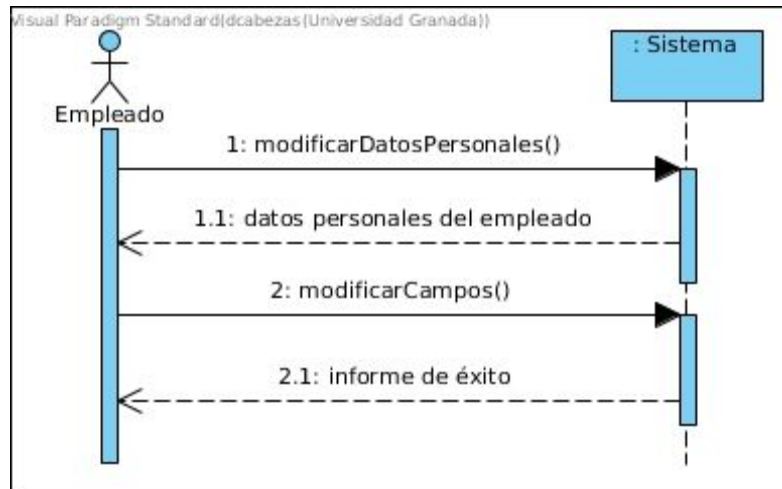 Visual Paradigm Standard(dcabezas(Universidad Granada))
: Sistema
Empleado
1: modificarDatosPersonales()
1.1: datos personales del empleado
2: modificarCampos()
2.1: informe de éxito